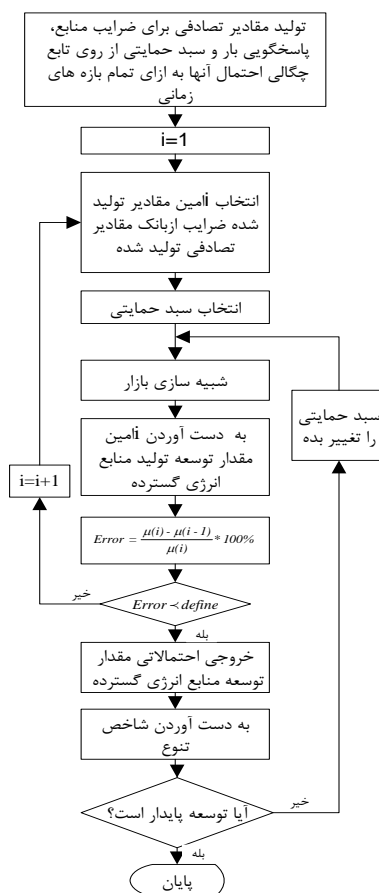 تولید مقادیر تصادفی برای ضرایب منابع،
پاسخگویی بار و سبد حمایتی از روی تابع
چگالی احتمال آنها به ازای تمام بازه های
زمانی
i=1
انتخاب iامین مقادیر تولید
شده ضرایب ازبانک مقادیر
تصادفی تولید شده
انتخاب سبد حمایتی
شبیه سازی بازار
سبد حمایتی
را تغییر بده
به دست آوردن iامین
مقدار توسعه تولید منابع
انرژی گسترده
i=i+1
Error = μ(i) - μ(i - 1) / μ(i) * 100%
خیر
Error ≺ define
بله
خروجی احتمالاتی مقدار
توسعه منابع انرژی گسترده
به دست آوردن شاخص
تنوع
خیر
آیا توسعه پایدار است؟
بله
پایان